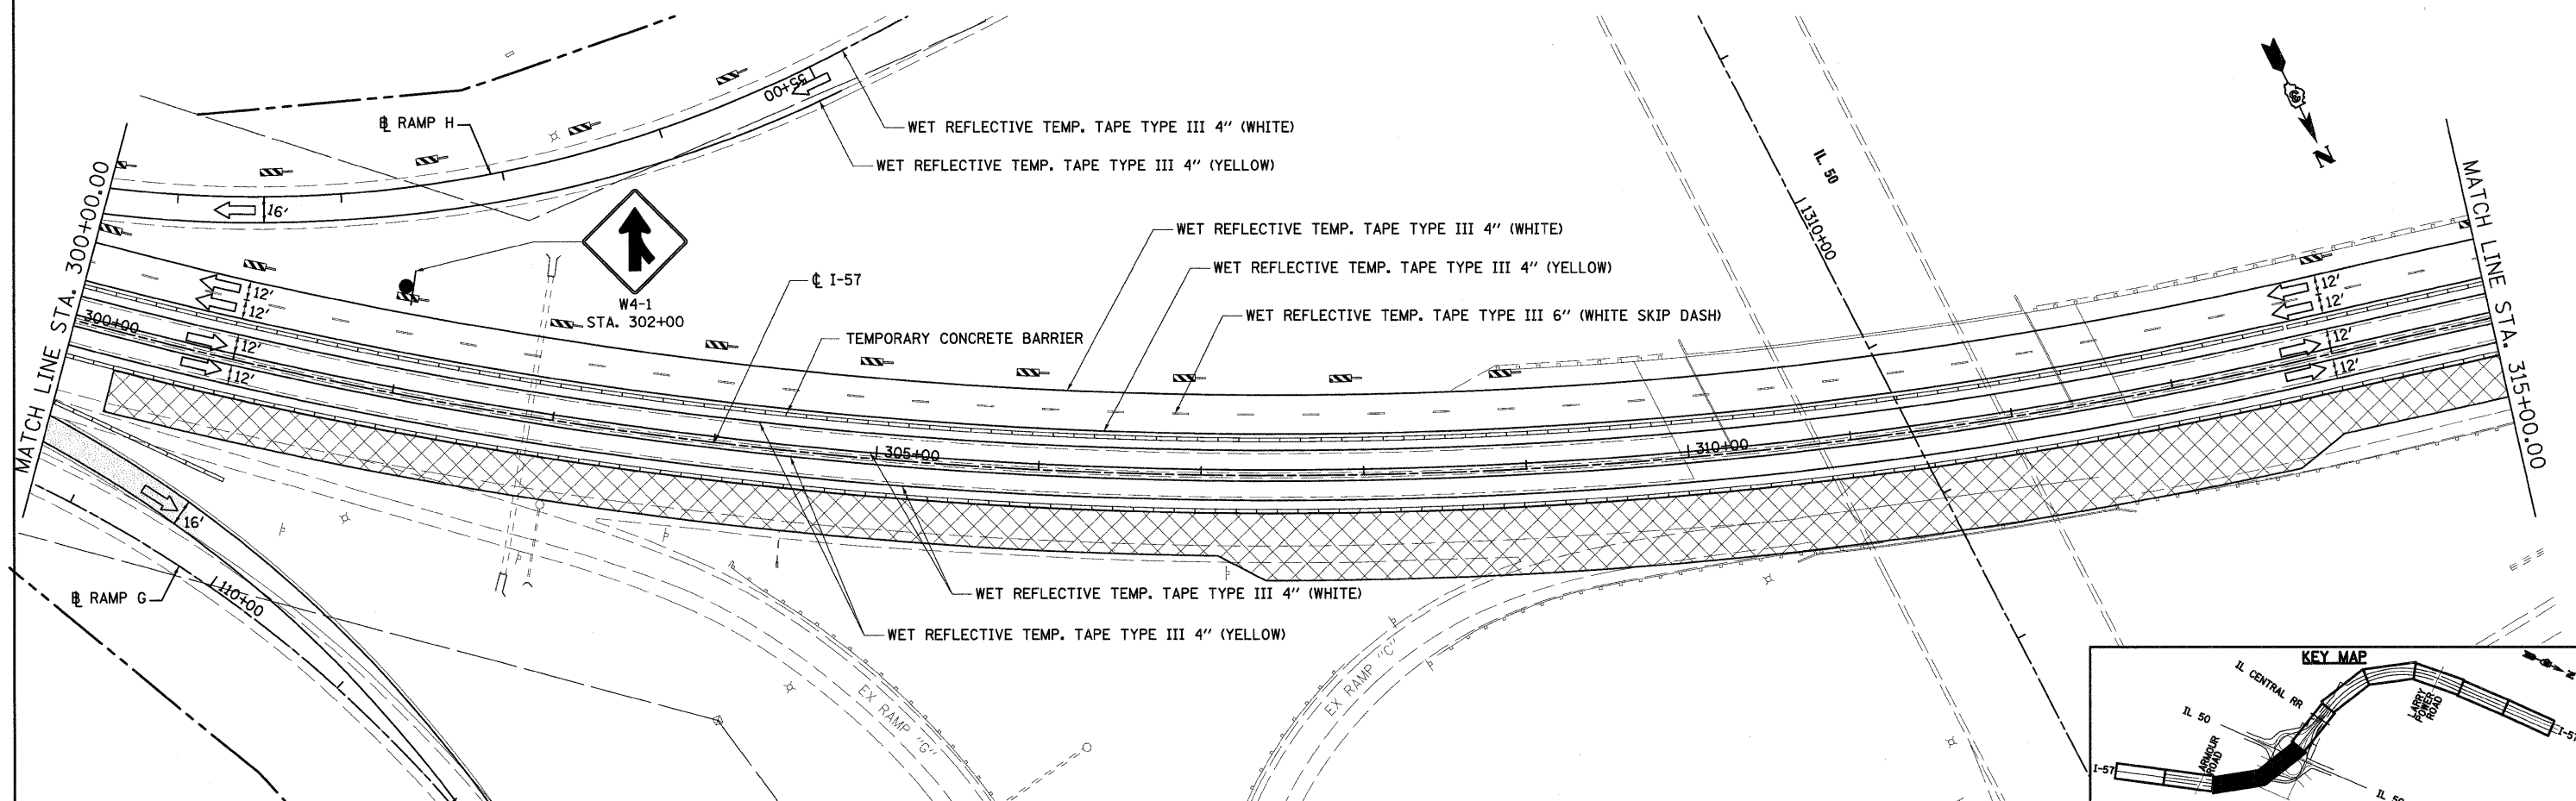 55+00
℄ RAMP H
WET REFLECTIVE TEMP. TAPE TYPE III 4" (WHITE)
WET REFLECTIVE TEMP. TAPE TYPE III 4" (YELLOW)
IL 50
N
MATCH LINE STA. 300+00.00
16'
1310+00
MATCH LINE STA. 315+00.00
WET REFLECTIVE TEMP. TAPE TYPE III 4" (WHITE)
WET REFLECTIVE TEMP. TAPE TYPE III 4" (YELLOW)
℄ I-57
12'
12'
12'
12'
W4-1
STA. 302+00
WET REFLECTIVE TEMP. TAPE TYPE III 6" (WHITE SKIP DASH)
300+00
TEMPORARY CONCRETE BARRIER
12'
12'
12'
12'
305+00
310+00
16'
℄ RAMP G
110+00
WET REFLECTIVE TEMP. TAPE TYPE III 4" (WHITE)
WET REFLECTIVE TEMP. TAPE TYPE III 4" (YELLOW)
EX RAMP "G"
EX RAMP "C"
KEY MAP
N
IL CENTRAL RR
IL 50
LARRY
POWER
ROAD
ARMOUR
ROAD
I-57
I-57
IL 50